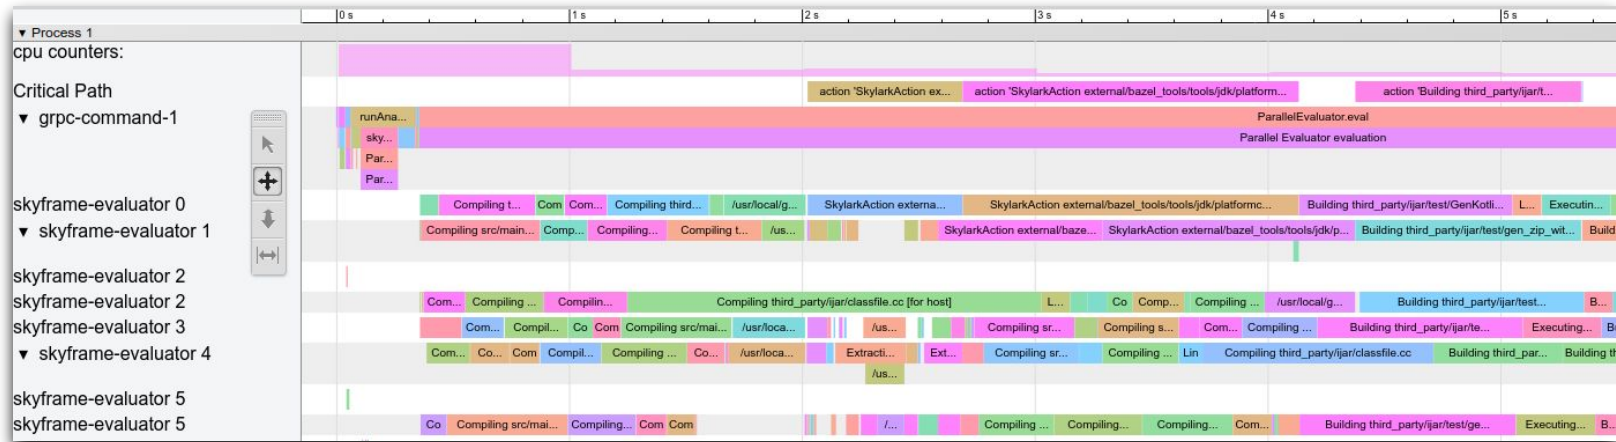 0 s 1 s 2 s 3 s 4 s 5 s
▼ Process 1
cpu counters:
Critical Path action 'SkylarkAction ex... action 'SkylarkAction external/bazel_tools/tools/jdk/platform... action 'Building third_party/ijar/t...
▼ grpc-command-1 runAna... ParallelEvaluator.eval
sky... Parallel Evaluator evaluation
Par...
Par...
skyframe-evaluator 0 Compiling t... Com Com... Compiling third... /usr/local/g... SkylarkAction externa... SkylarkAction external/bazel_tools/tools/jdk/platformc... Building third_party/ijar/test/GenKotli... L... Executin...
▼ skyframe-evaluator 1 Compiling src/main... Comp... Compiling... Compiling t... /us... SkylarkAction external/baze... SkylarkAction external/bazel_tools/tools/jdk/p... Building third_party/ijar/test/gen_zip_wit... Build
skyframe-evaluator 2
skyframe-evaluator 2 Com... Compiling ... Compilin... Compiling third_party/ijar/classfile.cc [for host] L... Co Comp... Compiling ... /usr/local/g... Building third_party/ijar/test... B...
skyframe-evaluator 3 Com... Compil... Co Com Compiling src/mai... /usr/loca... /us... Compiling sr... Compiling s... Com... Compiling ... Building third_party/ijar/te... Executing...
▼ skyframe-evaluator 4 Com... Co... Com Compil... Compiling ... Co... /usr/loca... Extracti... Ext... Compiling sr... Compiling ... Lin Compiling third_party/ijar/classfile.cc Building third_par... Building th
/us...
skyframe-evaluator 5
skyframe-evaluator 5 Co Compiling src/mai... Compiling... Com Com /... Compiling ... Compiling... Compiling... Com... Building third_party/ijar/test/ge... Executing... B...